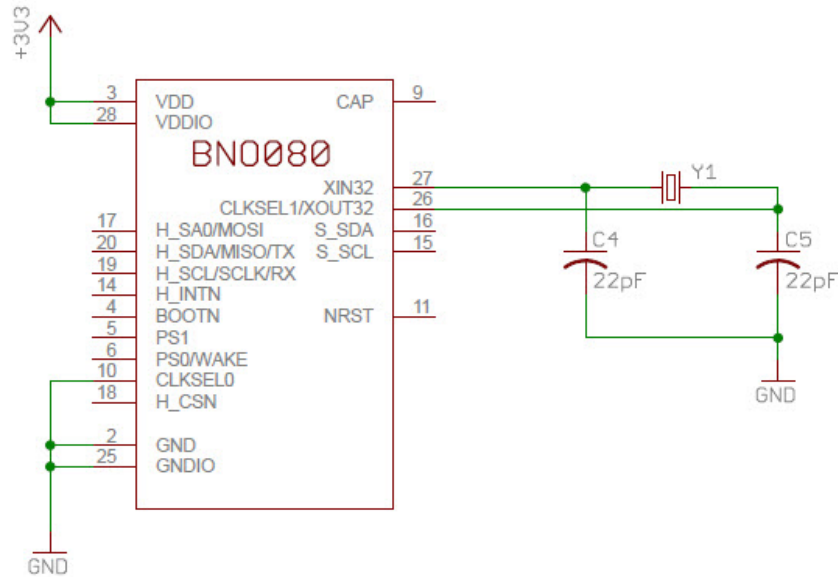 +3V3
3 VDD CAP 9
28 VDDIO
BNO080
XIN32 27 Y1
CLKSEL1/XOUT32 26
17 H_SA0/MOSI S_SDA 16
20 H_SDA/MISO/TX S_SCL 15
C4 C5
19 H_SCL/SCLK/RX
22pF 22pF
14 H_INTN
4 BOOTN NRST 11
5 PS1
6 PS0/WAKE
10 CLKSEL0
18 H_CSN
GND
2 GND
25 GNDIO
GND